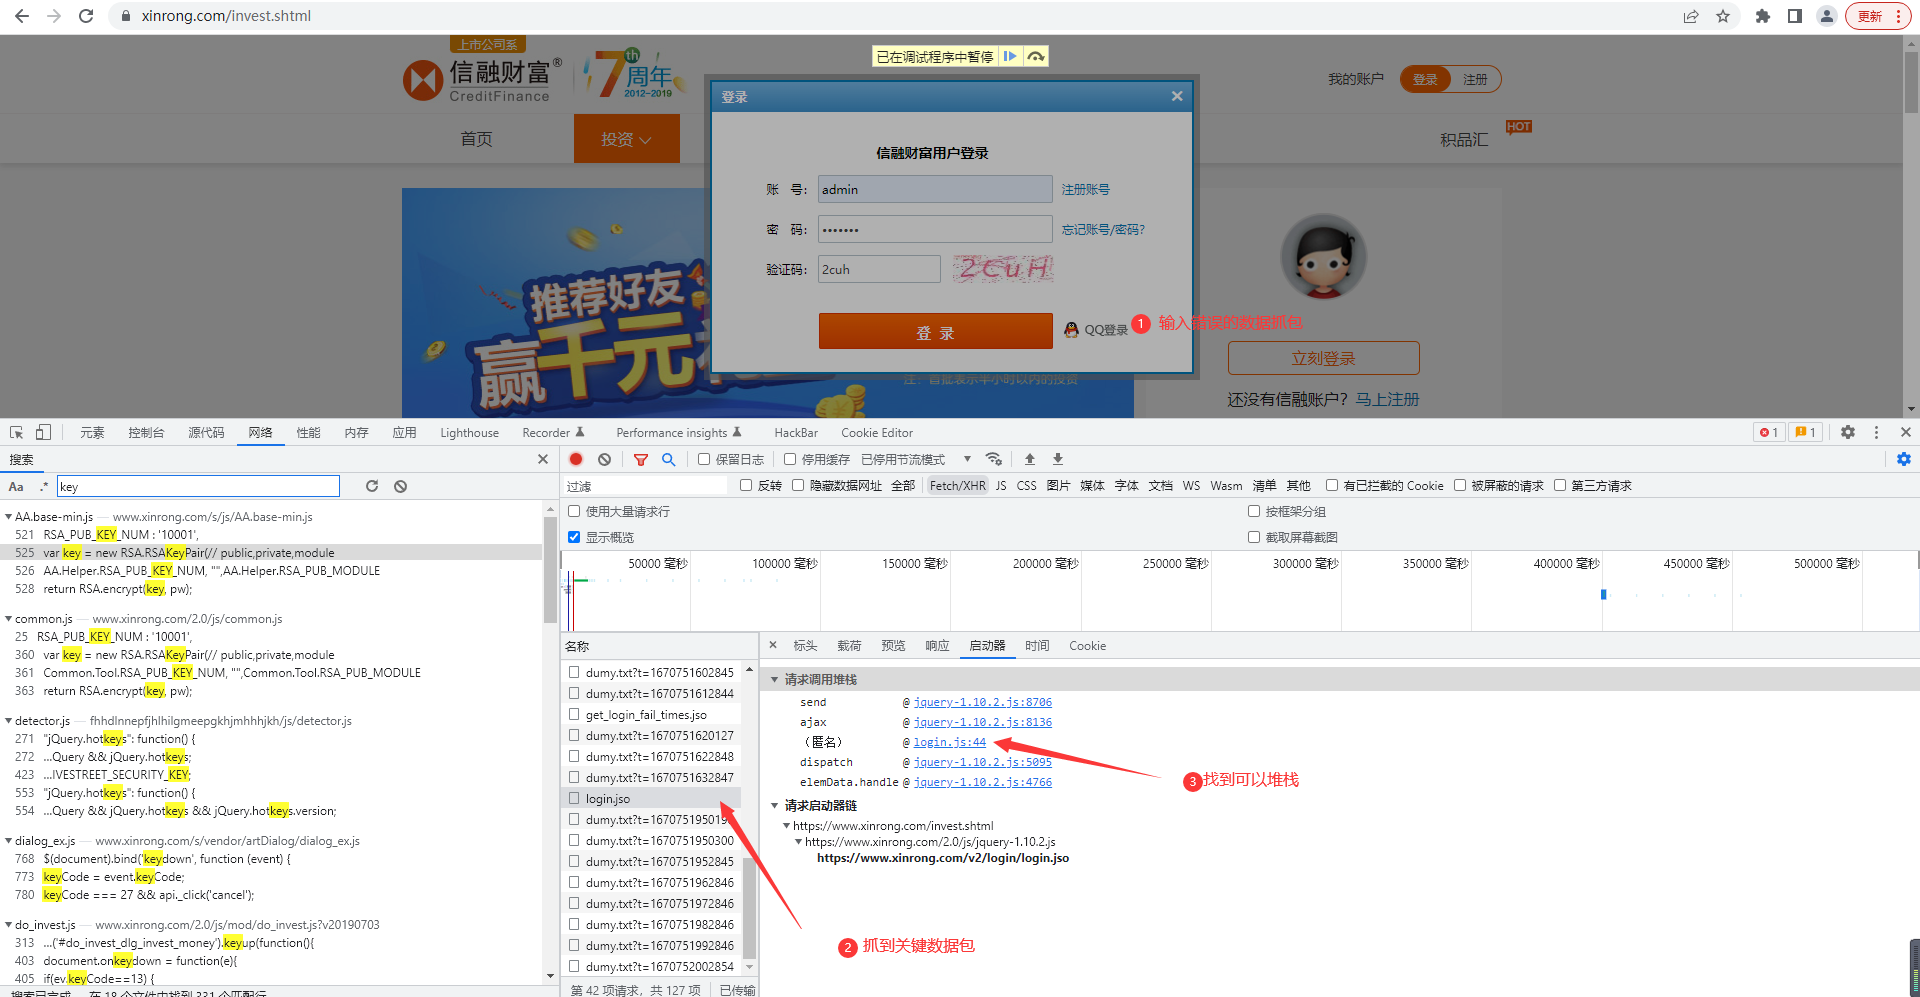 xinrong.com/invest.shtml
更新
上市公司系
信融财富®
CreditFinance
7th
周年
2012-2019
已在调试程序中暂停
我的账户
登录
注册
首页
投资
积品汇
HOT
登录
信融财富用户登录
账 号:
admin
注册账号
密 码:
•••••••
忘记账号/密码?
验证码:
2cuh
2CuH
登 录
QQ登录
1 输入错误的数据抓包
推荐好友
赢千元
注:首批表示半小时以内的投资
立刻登录
还没有信融账户? 马上注册
元素
控制台
源代码
网络
性能
内存
应用
Lighthouse
Recorder
Performance insights
HackBar
Cookie Editor
1
1
搜索
保留日志
停用缓存
已停用节流模式
Aa
.*
key
过滤
反转
隐藏数据网址
全部
Fetch/XHR
JS
CSS
图片
媒体
字体
文档
WS
Wasm
清单
其他
有已拦截的 Cookie
被屏蔽的请求
第三方请求
使用大量请求行
按框架分组
显示概览
截取屏幕截图
50000 毫秒
100000 毫秒
150000 毫秒
200000 毫秒
250000 毫秒
300000 毫秒
350000 毫秒
400000 毫秒
450000 毫秒
500000 毫秒
AA.base-min.js — www.xinrong.com/s/js/AA.base-min.js
521 RSA_PUB_KEY_NUM : '10001',
525 var key = new RSA.RSAKeyPair(// public,private,module
526 AA.Helper.RSA_PUB_KEY_NUM, "",AA.Helper.RSA_PUB_MODULE
528 return RSA.encrypt(key, pw);
common.js — www.xinrong.com/2.0/js/common.js
25 RSA_PUB_KEY_NUM : '10001',
360 var key = new RSA.RSAKeyPair(// public,private,module
361 Common.Tool.RSA_PUB_KEY_NUM, "",Common.Tool.RSA_PUB_MODULE
363 return RSA.encrypt(key, pw);
detector.js — fhhdlnnepfjhlhilgmeepgkhjmhhhjkh/js/detector.js
271 "jQuery.hotkeys": function() {
272 ...Query && jQuery.hotkeys;
423 ...IVESTREET_SECURITY_KEY;
553 "jQuery.hotkeys": function() {
554 ...Query && jQuery.hotkeys && jQuery.hotkeys.version;
dialog_ex.js — www.xinrong.com/s/vendor/artDialog/dialog_ex.js
768 $(document).bind('keydown', function (event) {
773 keyCode = event.keyCode;
780 keyCode === 27 && api._click('cancel');
do_invest.js — www.xinrong.com/2.0/js/mod/do_invest.js?v20190703
313 ...('#do_invest_dlg_invest_money').keyup(function(){
403 document.onkeydown = function(e){
405 if(ev.keyCode==13) {
搜索已完成。 在 18 个文件中找到 331 个匹配行。
名称
dumy.txt?t=1670751602845
dumy.txt?t=1670751612844
get_login_fail_times.jso
dumy.txt?t=1670751620127
dumy.txt?t=1670751622848
dumy.txt?t=1670751632847
login.jso
dumy.txt?t=167075195019
dumy.txt?t=1670751950300
dumy.txt?t=1670751952845
dumy.txt?t=1670751962846
dumy.txt?t=1670751972846
dumy.txt?t=1670751982846
dumy.txt?t=1670751992846
dumy.txt?t=1670752002854
第 42 项请求，共 127 项
已传输
标头
载荷
预览
响应
启动器
时间
Cookie
请求调用堆栈
send @ jquery-1.10.2.js:8706
ajax @ jquery-1.10.2.js:8136
（匿名） @ login.js:44
dispatch @ jquery-1.10.2.js:5095
elemData.handle @ jquery-1.10.2.js:4766
3 找到可以堆栈
请求启动器链
https://www.xinrong.com/invest.shtml
https://www.xinrong.com/2.0/js/jquery-1.10.2.js
https://www.xinrong.com/v2/login/login.jso
2 抓到关键数据包